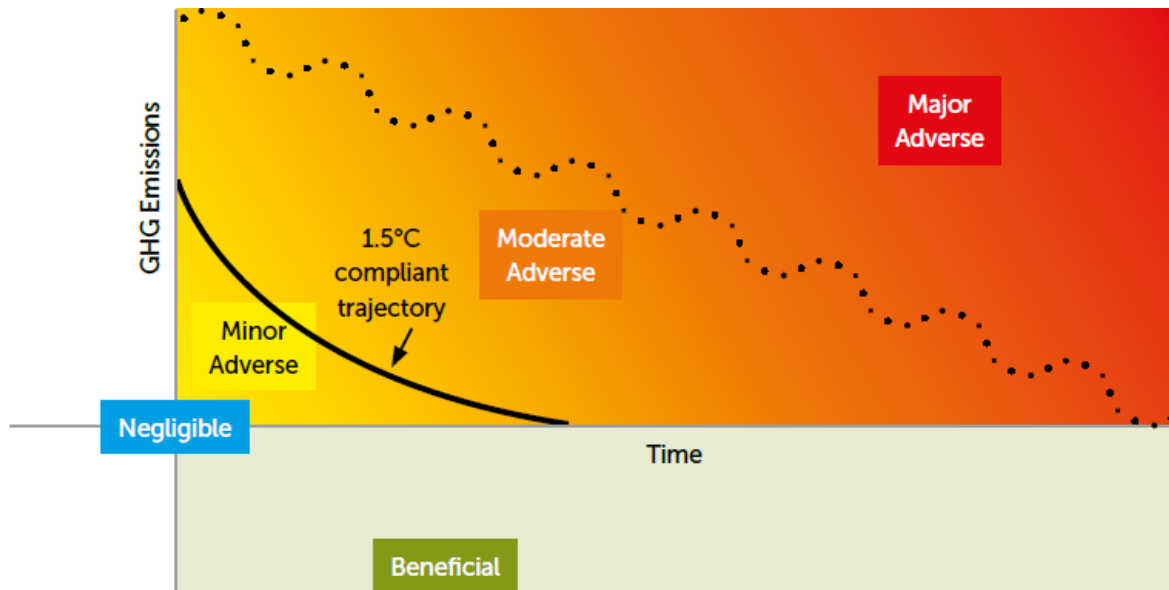 GHG Emissions
Major
Adverse
1.5°C
compliant
trajectory
Moderate
Adverse
Minor
Adverse
Negligible
Time
Beneficial